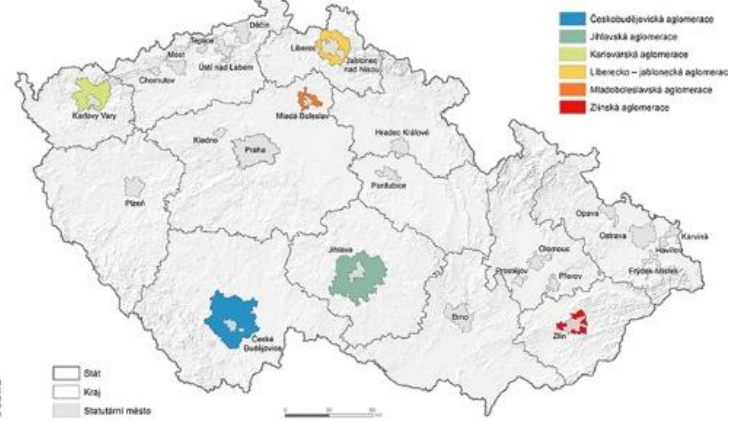 Českobudějovická aglomerace
Jihlavská aglomerace
Karlovarská aglomerace
Liberecko – jablonecká aglomerac
Mladoboleslavská aglomerace
Zlínská aglomerace
Děčín
Teplice
Most
Ústí nad Labem
Chomutov
Liberec
Jablonec
nad Nisou
Karlovy Vary
Mladá Boleslav
Kladno
Praha
Hradec Králové
Pardubice
Plzeň
Opava
Ostrava
Karviná
Havířov
Olomouc
Prostějov
Přerov
Frýdek-Místek
Jihlava
Brno
Zlín
České
Budějovice
Stát
Kraj
Statutární město